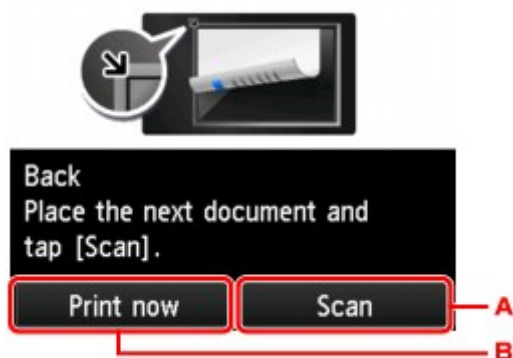 Back
Place the next document and
tap [Scan].
Print now Scan A
B